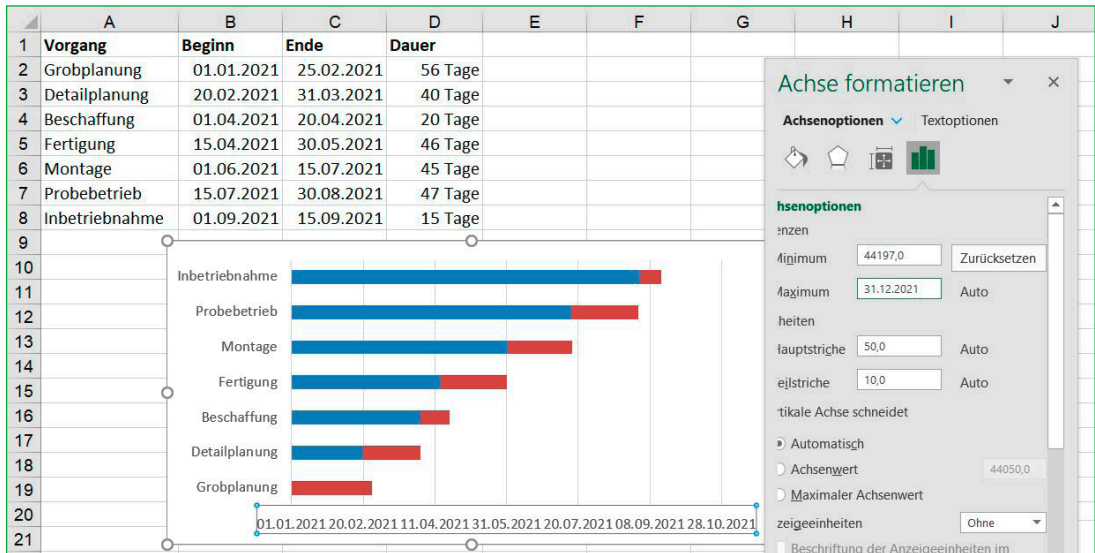 A B C D E F G H I J
1 Vorgang Beginn Ende Dauer
2 Grobplanung 01.01.2021 25.02.2021 56 Tage
3 Detailplanung 20.02.2021 31.03.2021 40 Tage
4 Beschaffung 01.04.2021 20.04.2021 20 Tage
5 Fertigung 15.04.2021 30.05.2021 46 Tage
6 Montage 01.06.2021 15.07.2021 45 Tage
7 Probebetrieb 15.07.2021 30.08.2021 47 Tage
8 Inbetriebnahme 01.09.2021 15.09.2021 15 Tage
9
10
11
12
13
14
15
16
17
18
19
20
21
Inbetriebnahme
Probebetrieb
Montage
Fertigung
Beschaffung
Detailplanung
Grobplanung
01.01.2021 20.02.2021 11.04.2021 31.05.2021 20.07.2021 08.09.2021 28.10.2021
Achse formatieren
Achsenoptionen Textoptionen
hsenoptionen
enzen
Minimum 44197,0 Zurücksetzen
Maximum 31.12.2021 Auto
heiten
Hauptstriche 50,0 Auto
eilstriche 10,0 Auto
rtikale Achse schneidet
Automatisch
Achsenwert 44050,0
Maximaler Achsenwert
zeigeeinheiten Ohne
Beschriftung der Anzeigeeinheiten im